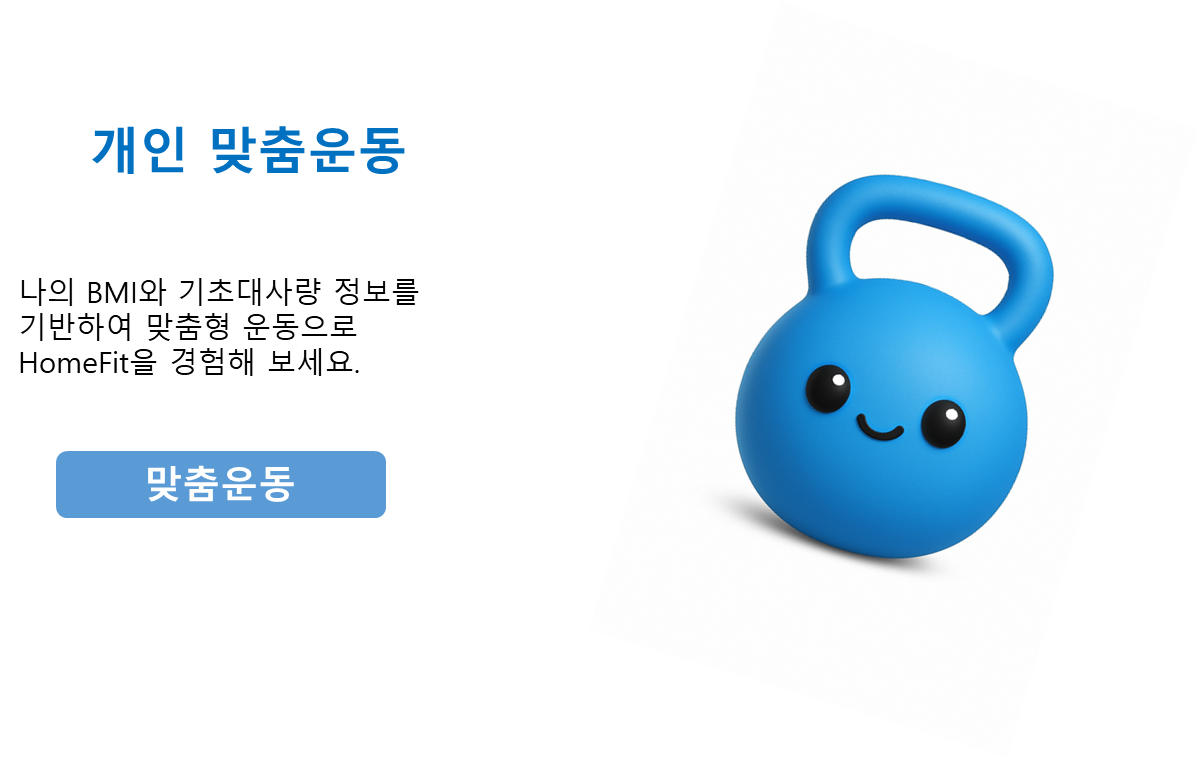 개인 맞춤운동
나의 BMI와 기초대사량 정보를
기반하여 맞춤형 운동으로
HomeFit을 경험해 보세요.
맞춤운동